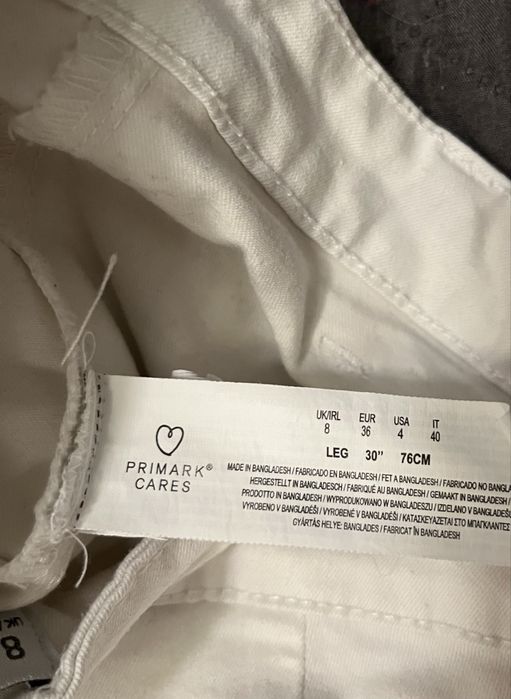 PRIMARK®
CARES
UK/IRL EUR USA IT
8 36 4 40
LEG 30" 76CM
MADE IN BANGLADESH / FABRICADO EN BANGLADESH / FET A BANGLADESH / FABRICADO NO
HERGESTELLT IN BANGLADESCH / FABRIQUÉ AU BANGLADESH / GEMAAKT IN BANGLADESH /
PRODOTTO IN BANGLADESH / WYPRODUKOWANO W BANGLADESZU / IZDELANO V
VYROBENO V BANGLADÉŠI / VYROBENÉ V BANGLADÉŠI / ΚΑΤΑΣΚΕΥΑΖΕΤΑΙ ΣΤΟ ΜΠΑΓΚΛΑΝΤΕΣ
GYÁRTÁS HELYE: BANGLADES / FABRICAT ÎN BANGLADESH
8